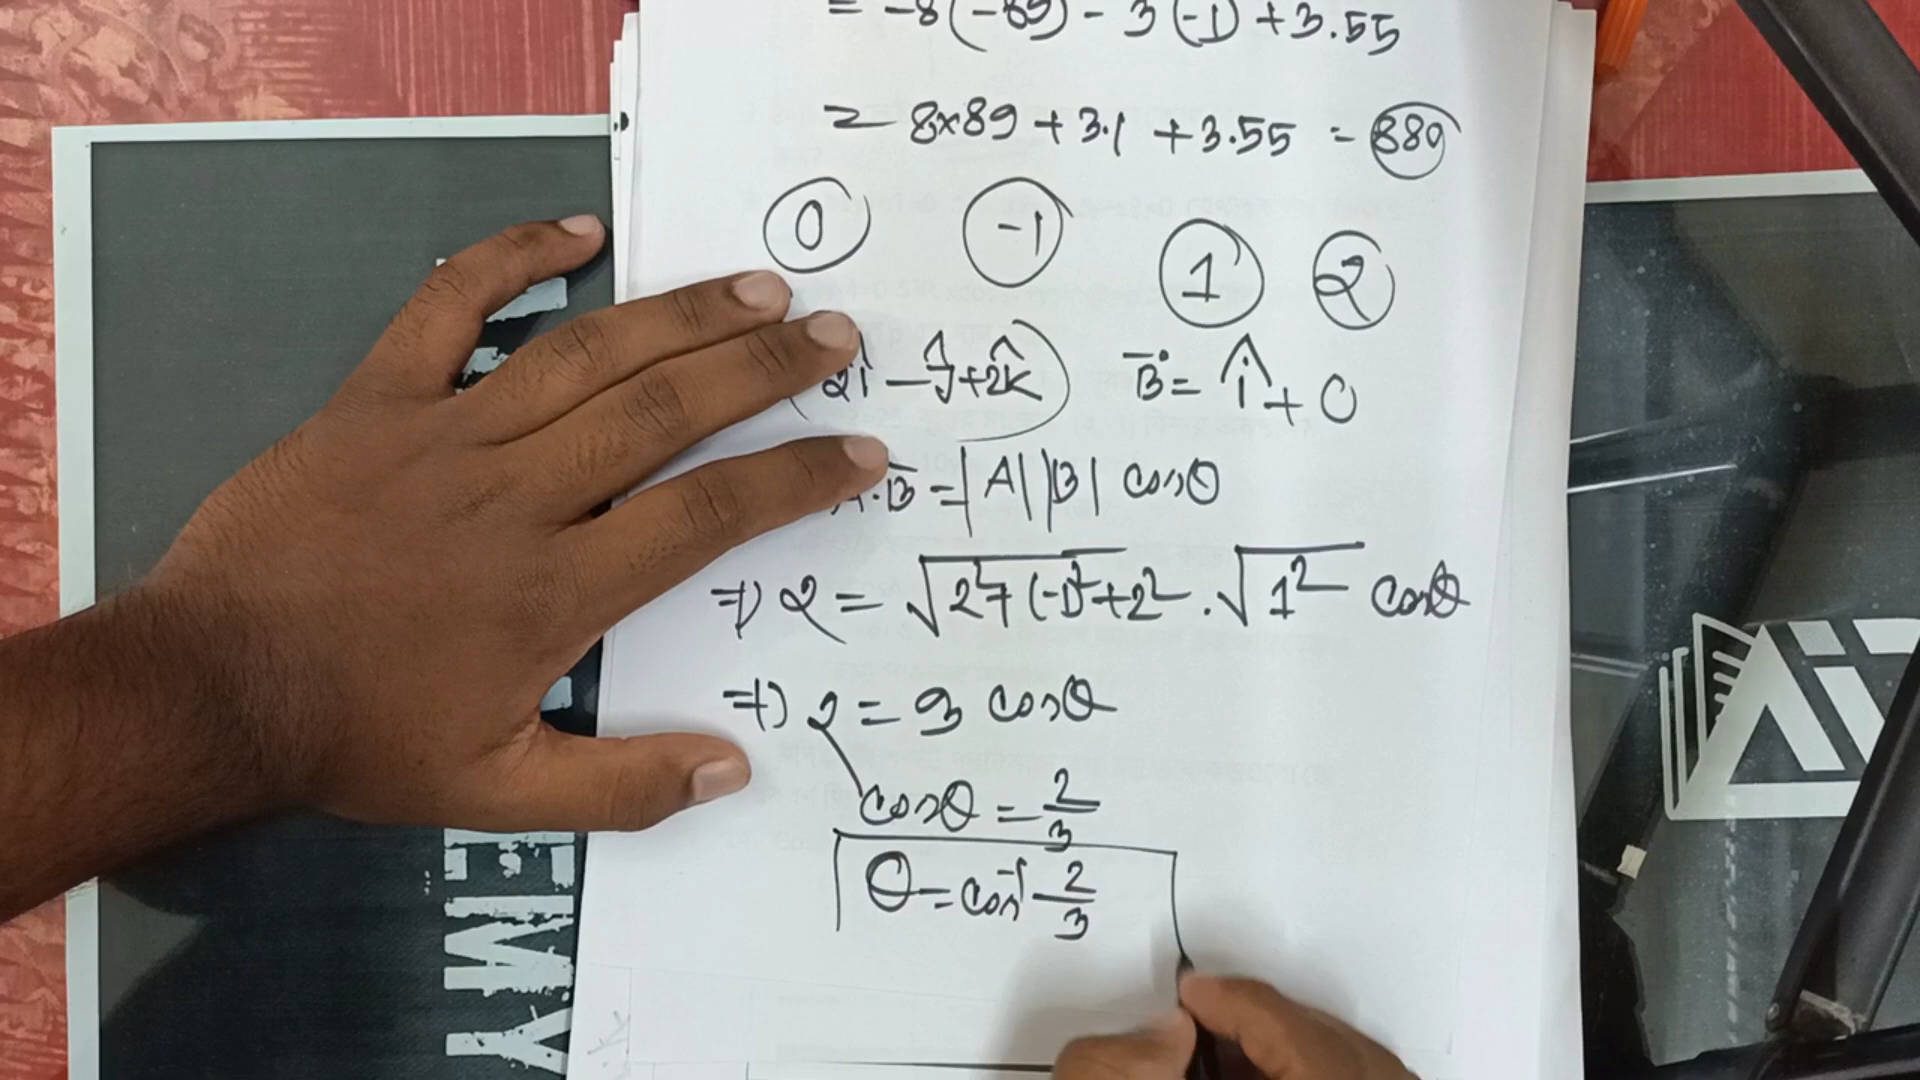 = -8(-89) - 3(-1) + 3.55
= 8×89 + 3.1 + 3.55 = 880
0 -1 1 2
2î - ĵ + 2k̂ B̅ = î + 0
A.B̅ = |A||B| cosθ
⇒ 2 = √2² + (-1)² + 2² . √1² cosθ
⇒ 2 = 3 cosθ
cosθ = 2/3
θ = cos⁻¹ 2/3